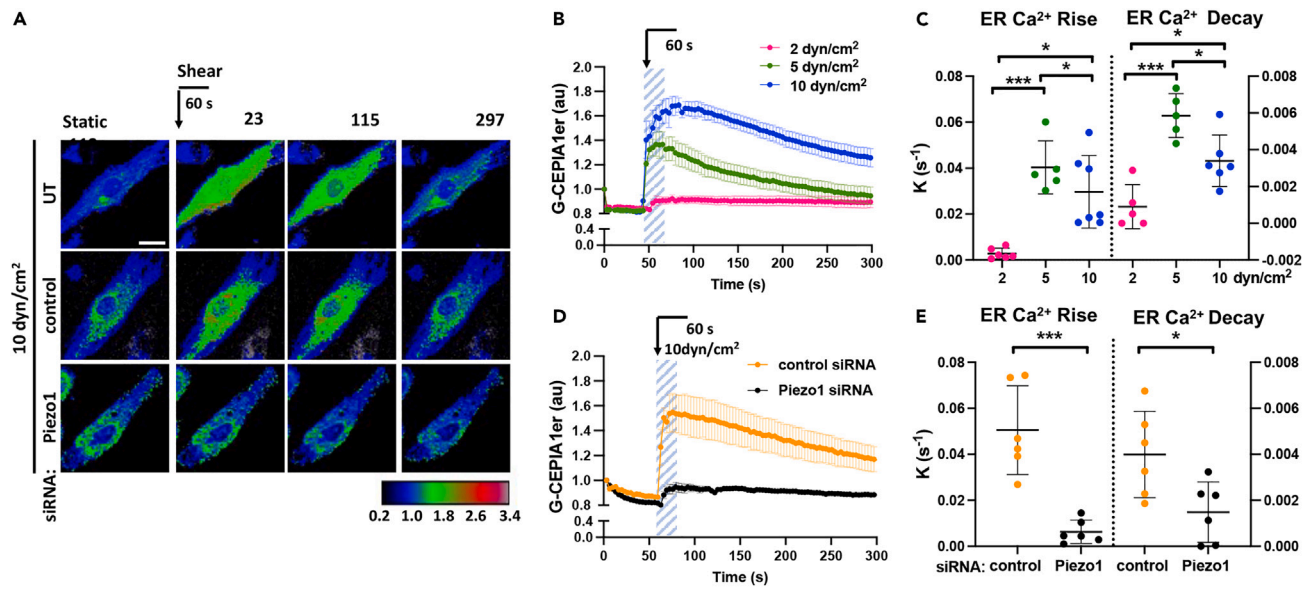 A
Shear
60 s
Static
23
115
297
UT
control
Piezo1
10 dyn/cm²
siRNA:
0.2 1.0 1.8 2.6 3.4
B
60 s
2 dyn/cm²
5 dyn/cm²
10 dyn/cm²
G-CEPIA1er (au)
2.0
1.8
1.6
1.4
1.2
1.0
0.8
0.4
0.0
0 50 100 150 200 250 300
Time (s)
C
ER Ca²⁺ Rise
ER Ca²⁺ Decay
* *
*** * *** *
K (s⁻¹)
0.08
0.06
0.04
0.02
0.00
0.008
0.006
0.004
0.002
0.000
-0.002
2 5 10 2 5 10 dyn/cm²
D
60 s
10dyn/cm²
control siRNA
Piezo1 siRNA
G-CEPIA1er (au)
2.0
1.8
1.6
1.4
1.2
1.0
0.8
0.4
0.0
0 50 100 150 200 250 300
Time (s)
E
ER Ca²⁺ Rise
ER Ca²⁺ Decay
*** *
K (s⁻¹)
0.08
0.06
0.04
0.02
0.00
0.008
0.006
0.004
0.002
0.000
siRNA: control Piezo1 control Piezo1